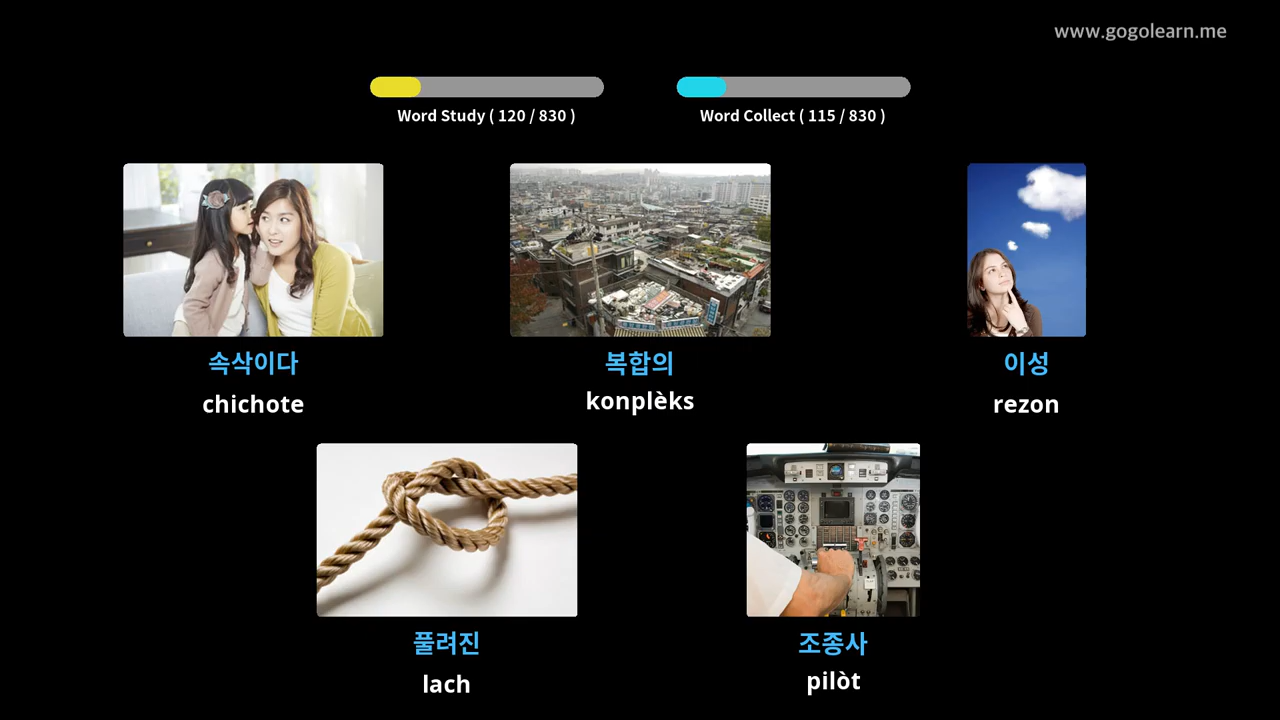 www.gogolearn.me
Word Study ( 120 / 830 )
Word Collect ( 115 / 830 )
속삭이다
복합의
이성
chichote
konplèks
rezon
풀려진
조종사
lach
pilòt